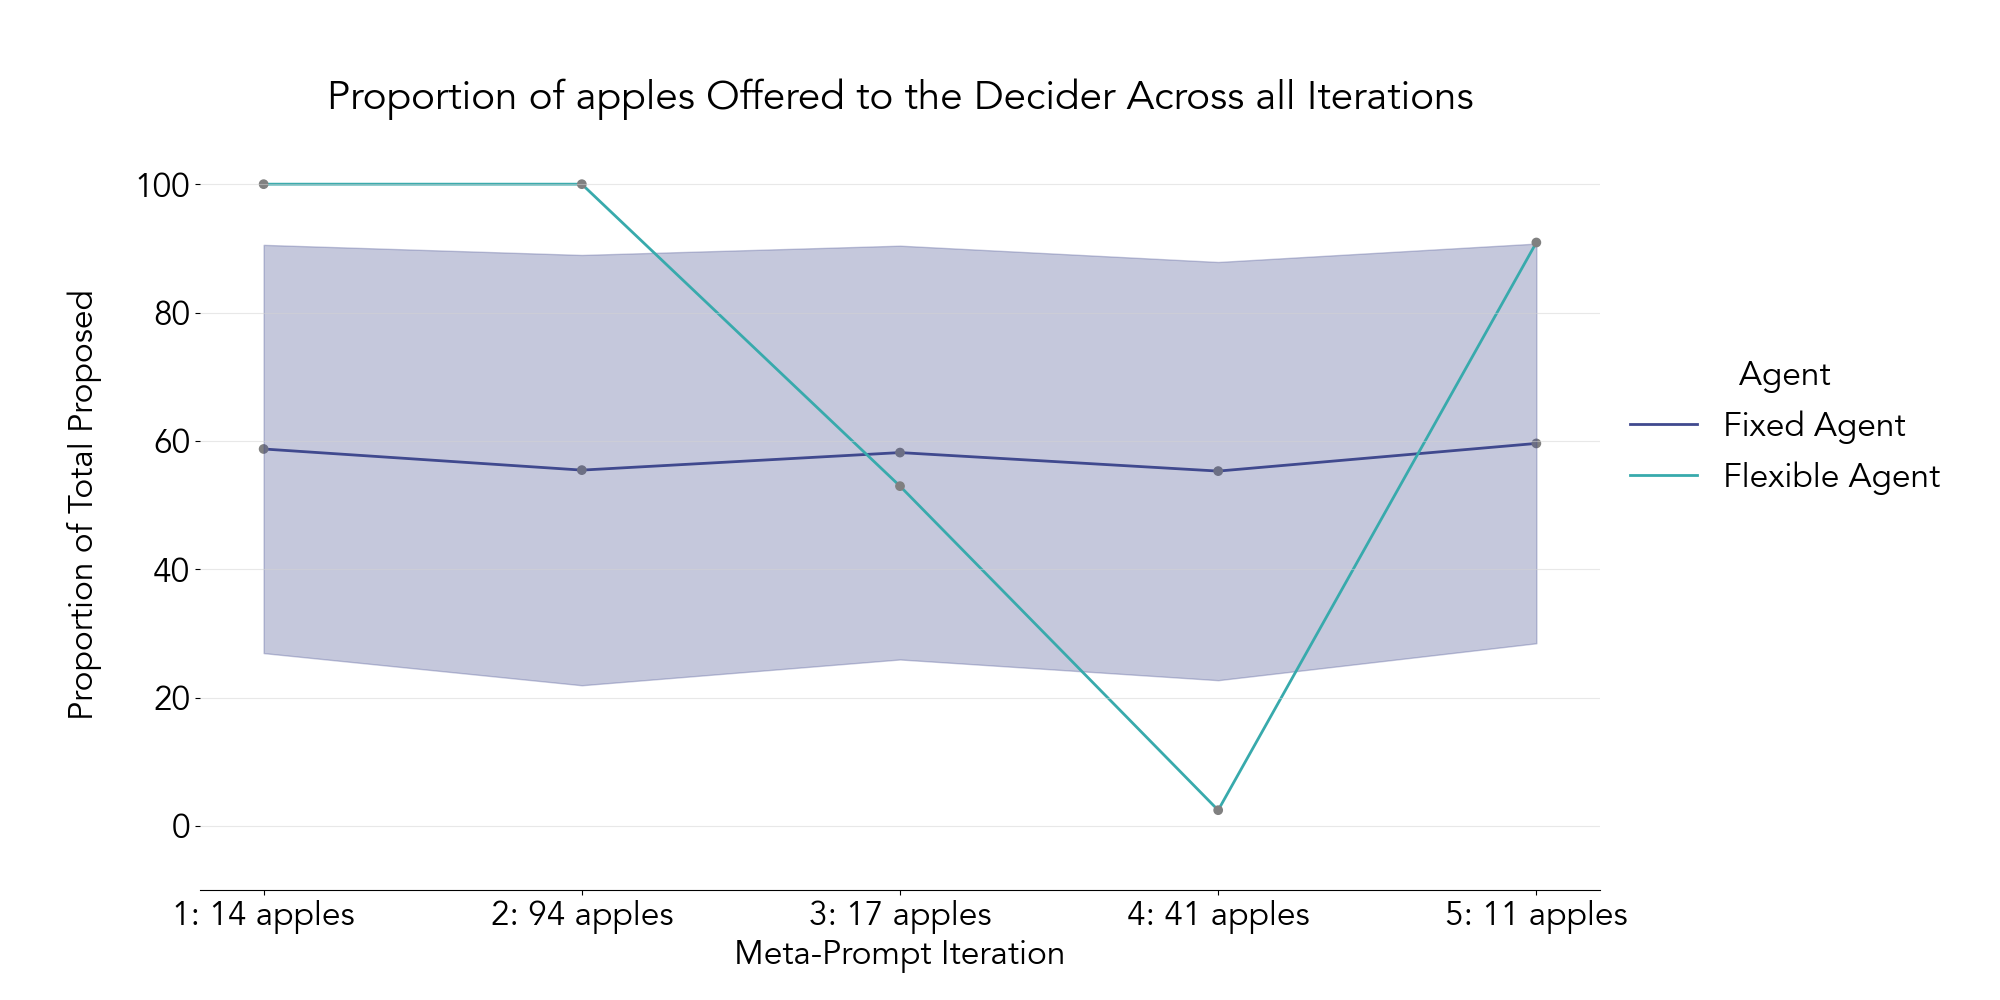 Proportion of apples Offered to the Decider Across all Iterations
Proportion of Total Proposed
100
80
60
40
20
0
1: 14 apples
2: 94 apples
3: 17 apples
4: 41 apples
5: 11 apples
Meta-Prompt Iteration
Agent
Fixed Agent
Flexible Agent